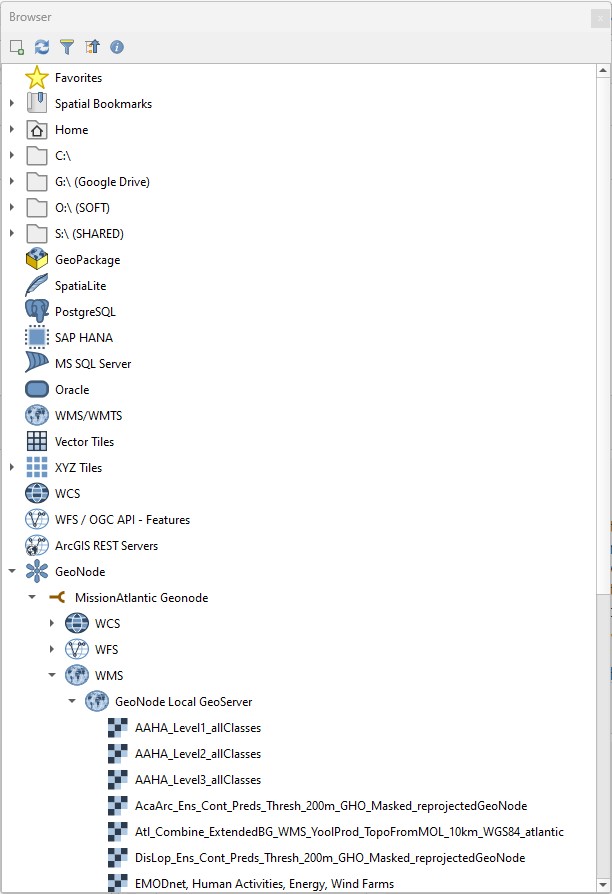 Browser
Favorites
Spatial Bookmarks
Home
C:\
G:\ (Google Drive)
O:\ (SOFT)
S:\ (SHARED)
GeoPackage
SpatiaLite
PostgreSQL
SAP HANA
MS SQL Server
Oracle
WMS/WMTS
Vector Tiles
XYZ Tiles
WCS
WFS / OGC API - Features
ArcGIS REST Servers
GeoNode
MissionAtlantic Geonode
WCS
WFS
WMS
GeoNode Local GeoServer
AAHA_Level1_allClasses
AAHA_Level2_allClasses
AAHA_Level3_allClasses
AcaArc_Ens_Cont_Preds_Thresh_200m_GHO_Masked_reprojectedGeoNode
Atl_Combine_ExtendedBG_WMS_YoolProd_TopoFromMOL_10km_WGS84_atlantic
DisLop_Ens_Cont_Preds_Thresh_200m_GHO_Masked_reprojectedGeoNode
EMODnet, Human Activities, Energy, Wind Farms